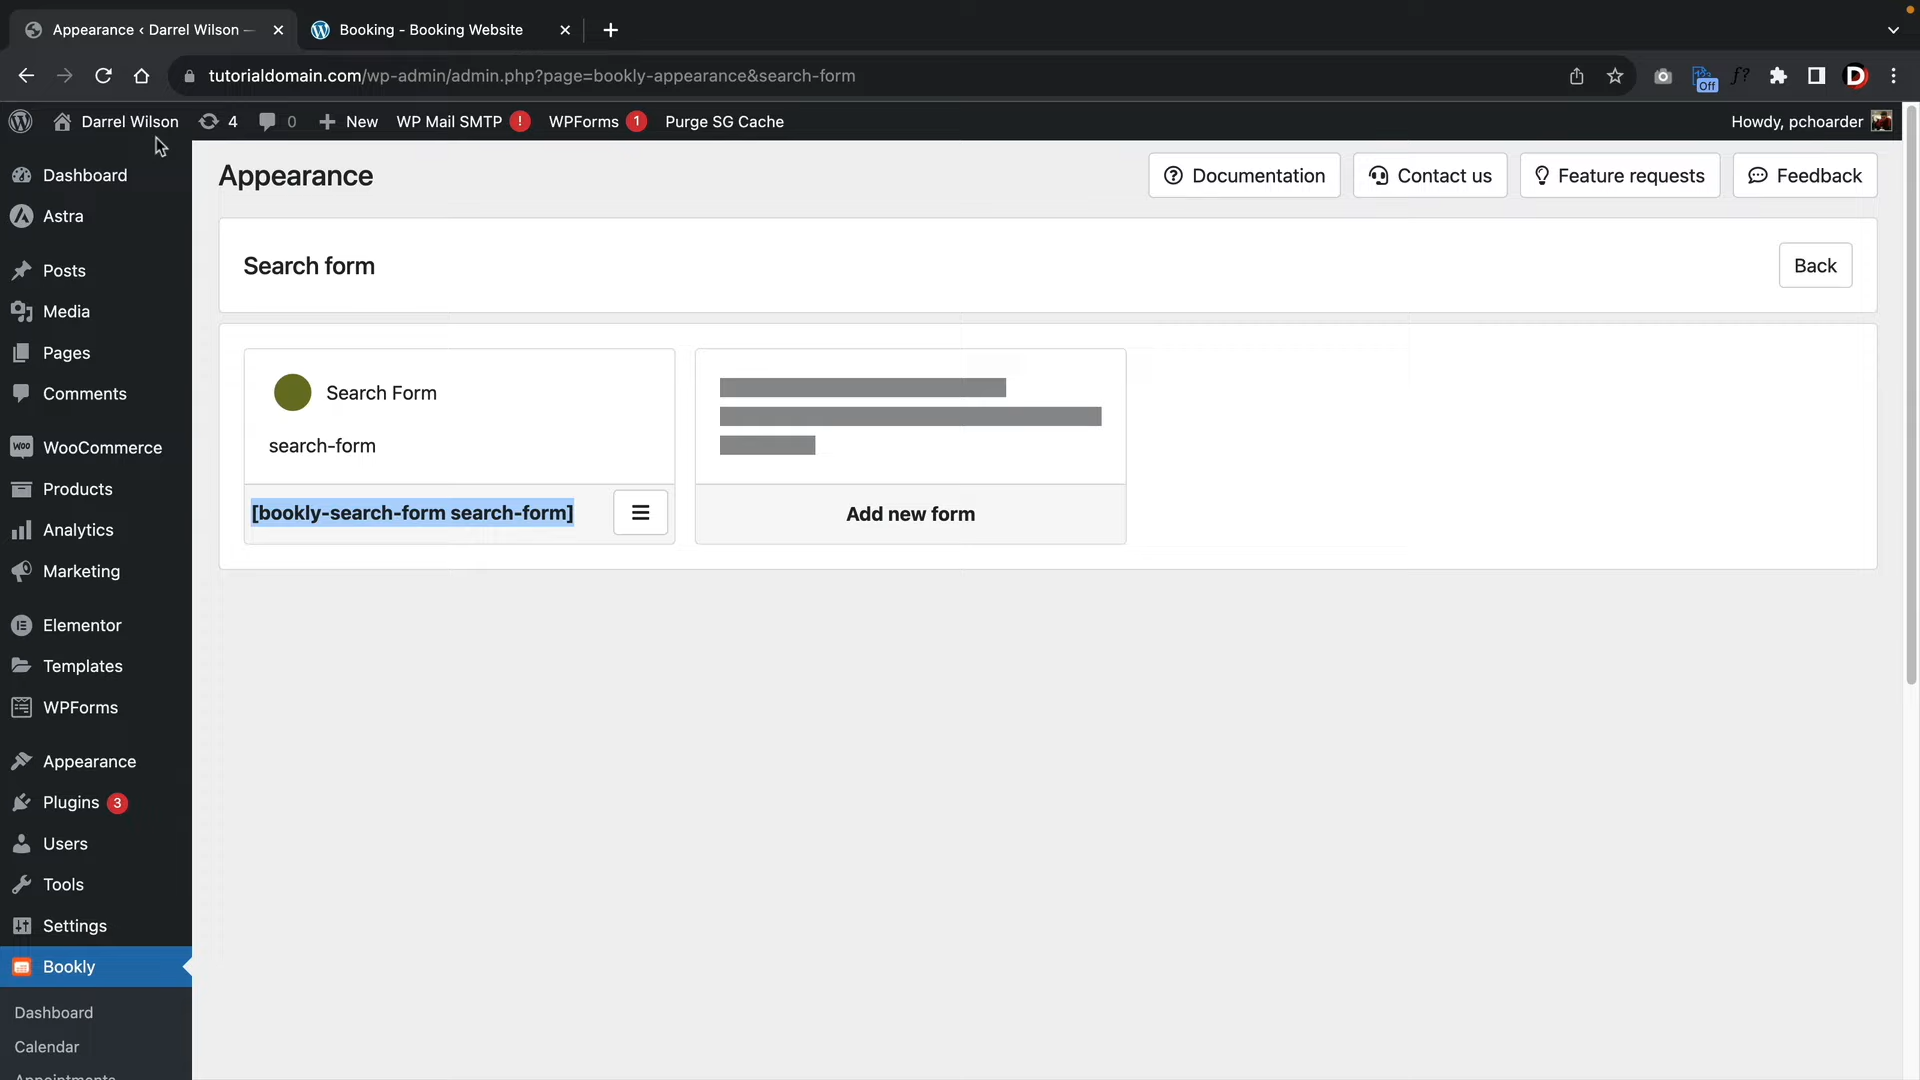 Appearance ‹ Darrel Wilson —
Booking - Booking Website
tutorialdomain.com/wp-admin/admin.php?page=bookly-appearance&search-form
Off
f?
D
Darrel Wilson
4
0
New
WP Mail SMTP !
WPForms 1
Purge SG Cache
Howdy, pchoarder
Dashboard
Astra
Posts
Media
Pages
Comments
WooCommerce
Products
Analytics
Marketing
Elementor
Templates
WPForms
Appearance
Plugins 3
Users
Tools
Settings
Bookly
Dashboard
Calendar
Appointments
Appearance
Documentation
Contact us
Feature requests
Feedback
Search form
Back
Search Form
search-form
[bookly-search-form search-form]
Add new form